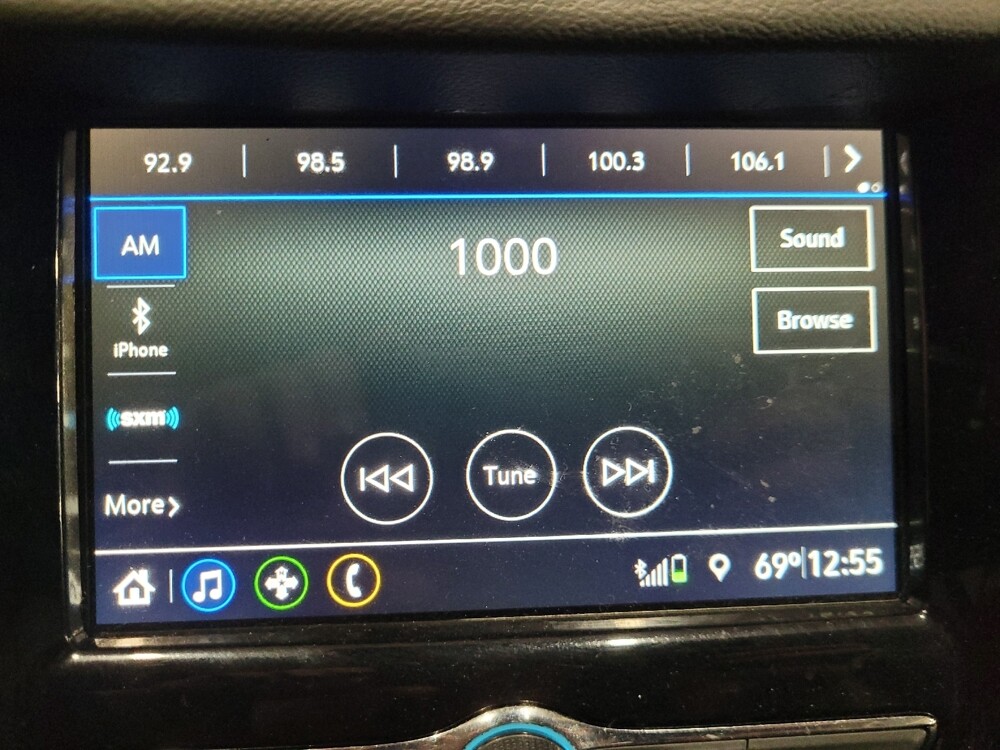 92.9 98.5 98.9 100.3 106.1
AM
1000
Sound
iPhone
Browse
sxm
More
Tune
69° 12:55